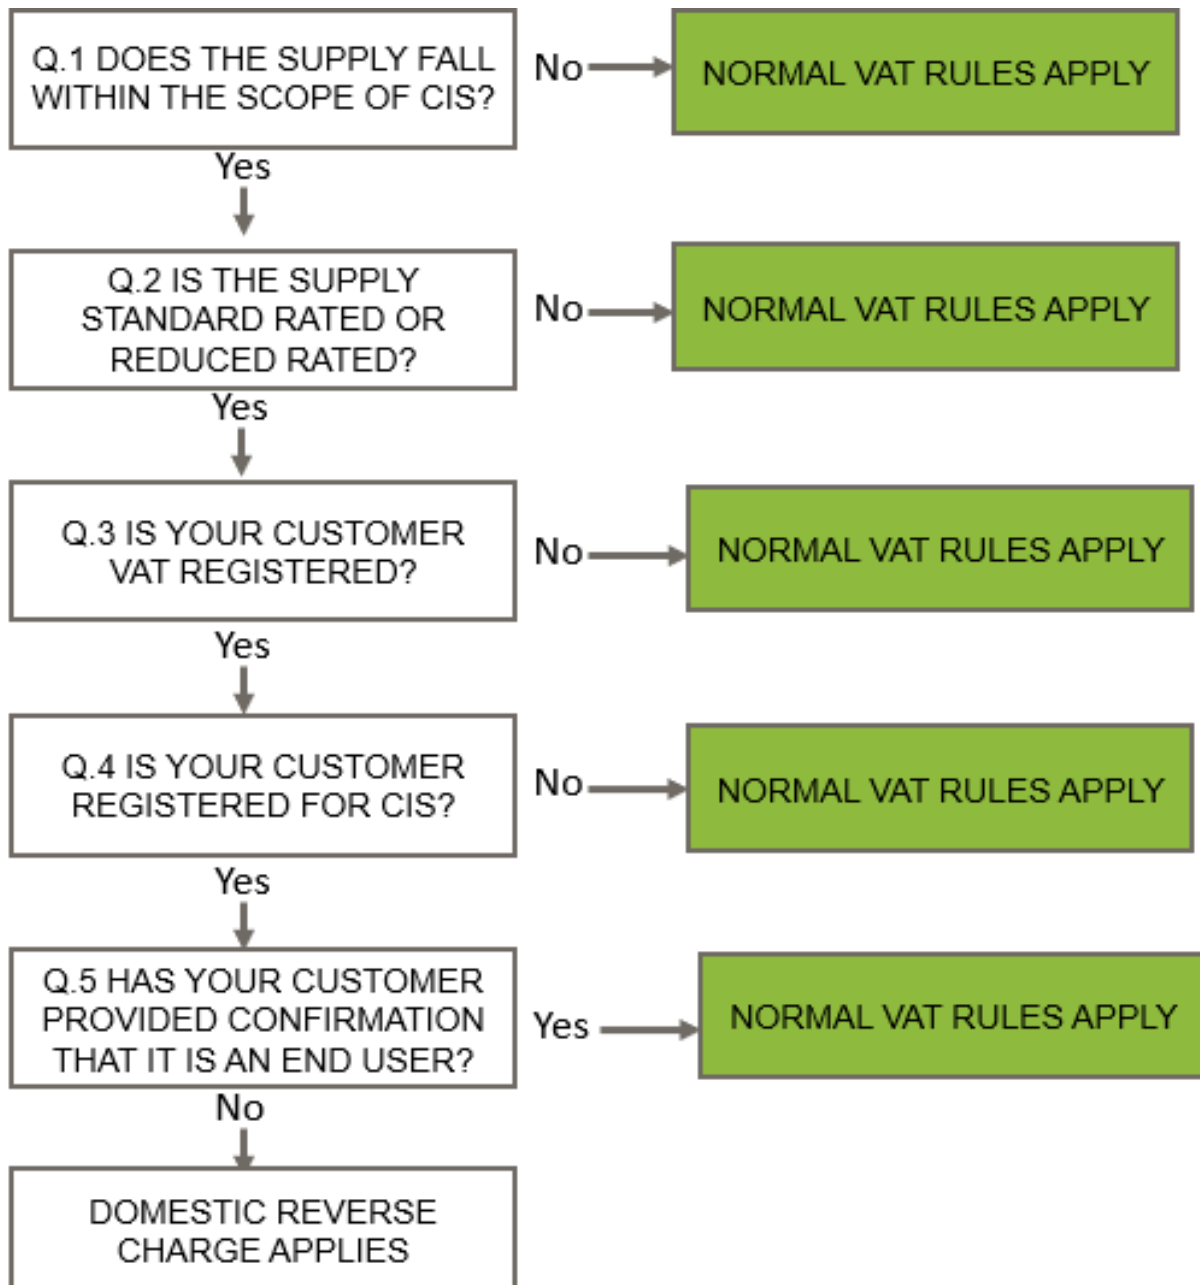 Q.1 DOES THE SUPPLY FALL
WITHIN THE SCOPE OF CIS?
No
NORMAL VAT RULES APPLY
Yes
Q.2 IS THE SUPPLY
STANDARD RATED OR
REDUCED RATED?
No
NORMAL VAT RULES APPLY
Yes
Q.3 IS YOUR CUSTOMER
VAT REGISTERED?
No
NORMAL VAT RULES APPLY
Yes
Q.4 IS YOUR CUSTOMER
REGISTERED FOR CIS?
No
NORMAL VAT RULES APPLY
Yes
Q.5 HAS YOUR CUSTOMER
PROVIDED CONFIRMATION
THAT IT IS AN END USER?
Yes
NORMAL VAT RULES APPLY
No
DOMESTIC REVERSE
CHARGE APPLIES